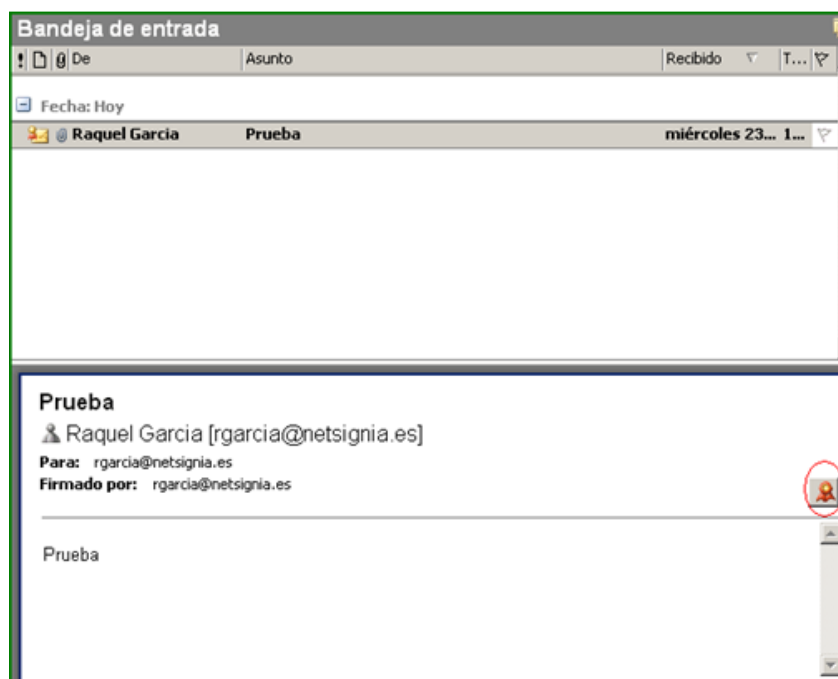 Bandeja de entrada
! De Asunto Recibido T...
Fecha: Hoy
Raquel Garcia Prueba miércoles 23... 1...
Prueba
Raquel Garcia [rgarcia@netsignia.es]
Para: rgarcia@netsignia.es
Firmado por: rgarcia@netsignia.es
Prueba